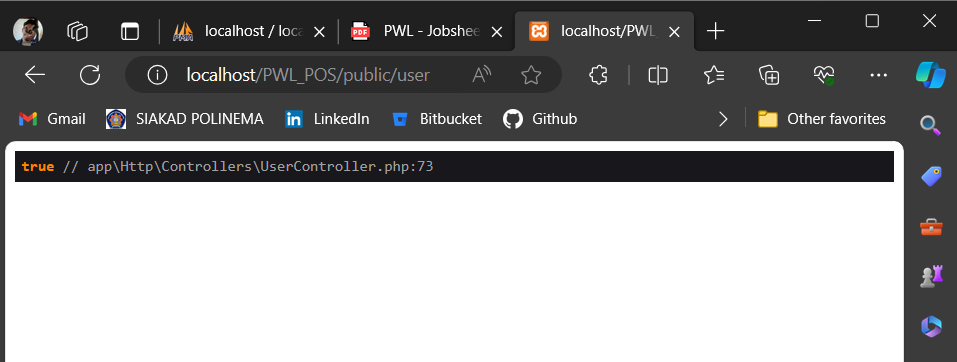 localhost / loca
PWL - Jobshee
localhost/PWL_
localhost/PWL_POS/public/user
Gmail
SIAKAD POLINEMA
LinkedIn
Bitbucket
Github
Other favorites
true // app\Http\Controllers\UserController.php:73